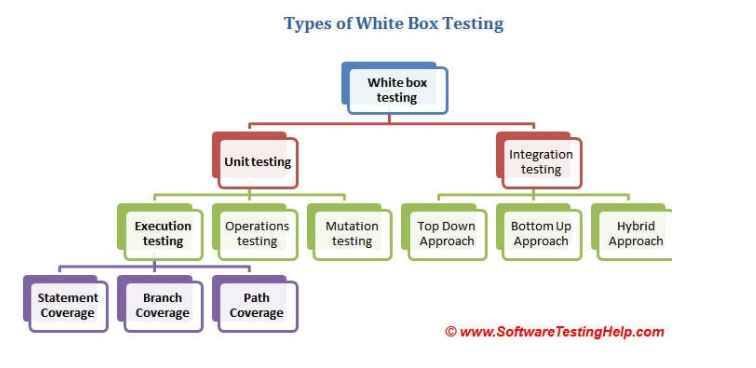 Types of White Box Testing
White box
testing
Unit testing
Integration
testing
Execution
testing
Operations
testing
Mutation
testing
Top Down
Approach
Bottom Up
Approach
Hybrid
Approach
Statement
Coverage
Branch
Coverage
Path
Coverage
© www.SoftwareTestingHelp.com